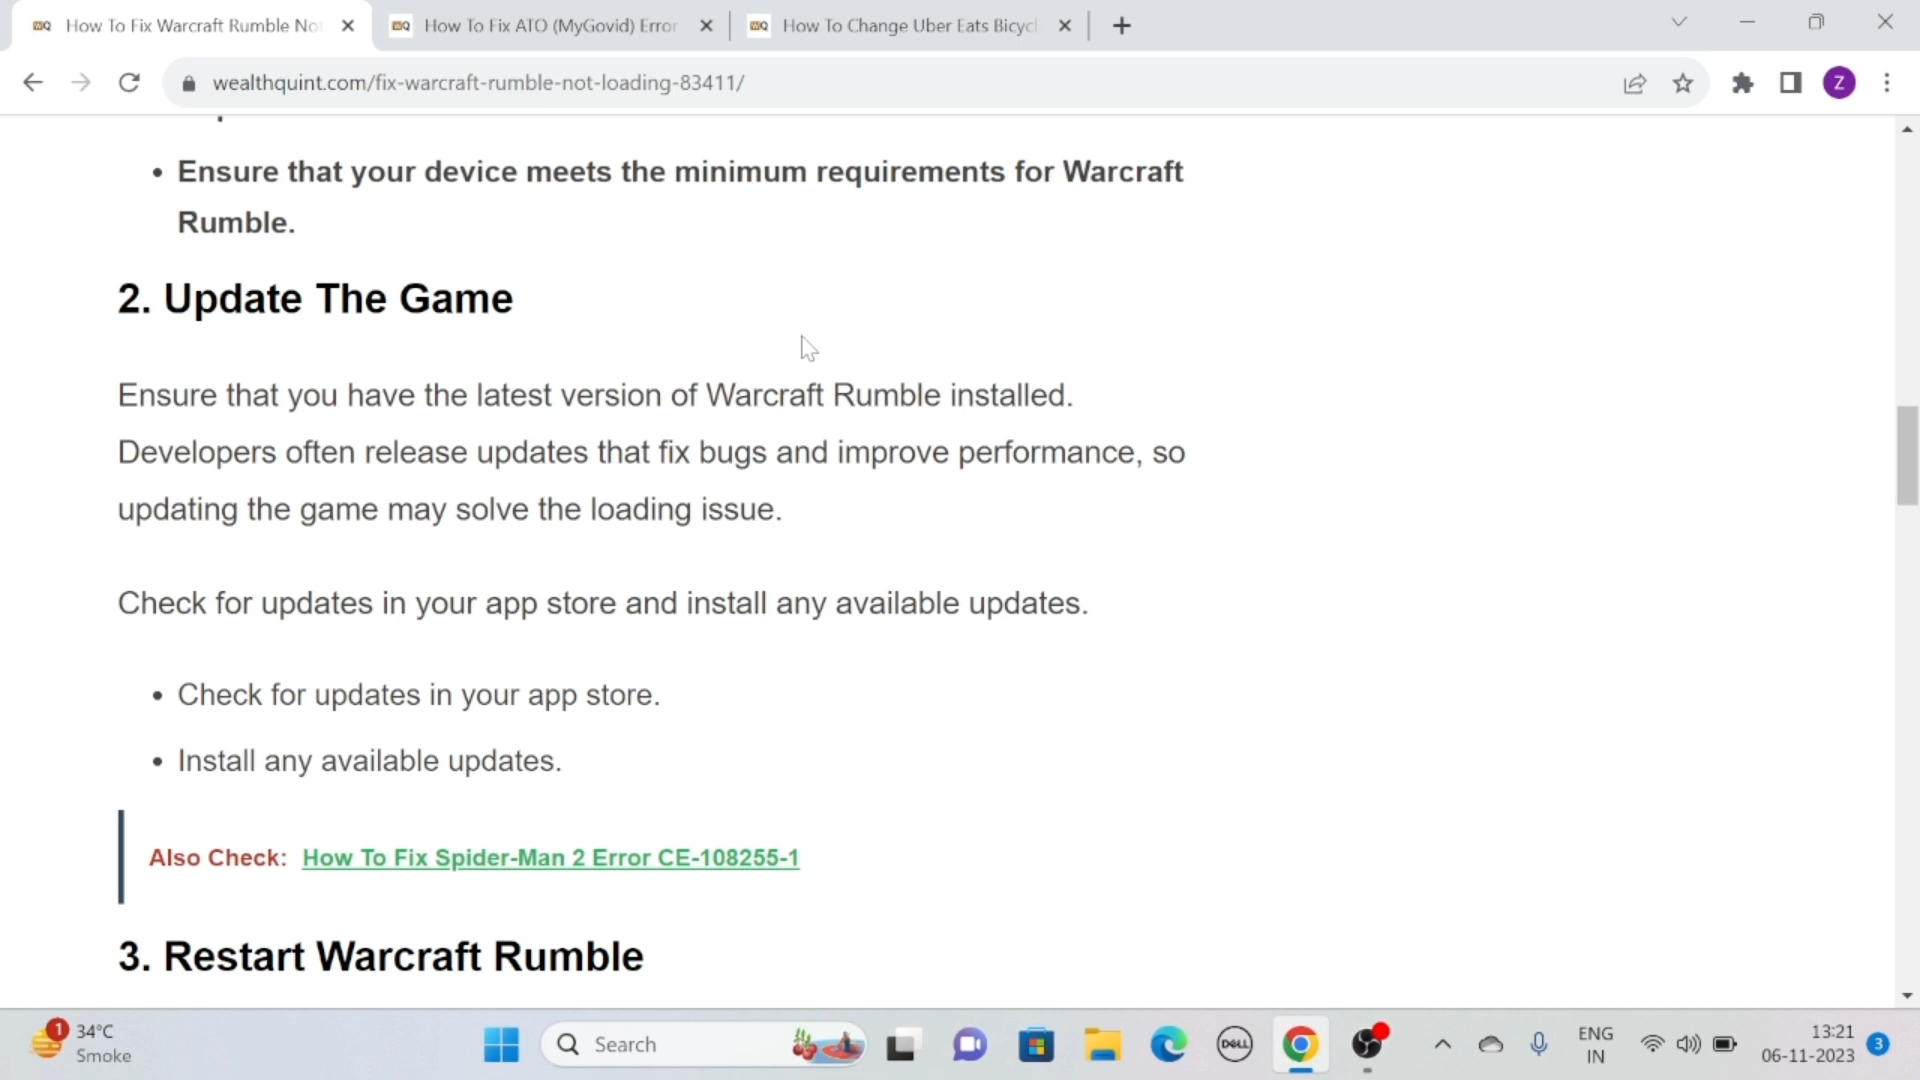 How To Fix Warcraft Rumble Not
How To Fix ATO (MyGovid) Error
How To Change Uber Eats Bicycl
wealthquint.com/fix-warcraft-rumble-not-loading-83411/
Z
• Ensure that your device meets the minimum requirements for Warcraft
Rumble.
2. Update The Game
Ensure that you have the latest version of Warcraft Rumble installed.
Developers often release updates that fix bugs and improve performance, so
updating the game may solve the loading issue.
Check for updates in your app store and install any available updates.
• Check for updates in your app store.
• Install any available updates.
Also Check: How To Fix Spider-Man 2 Error CE-108255-1
3. Restart Warcraft Rumble
1
34°C
Smoke
Search
DELL
ENG
IN
13:21
06-11-2023
3